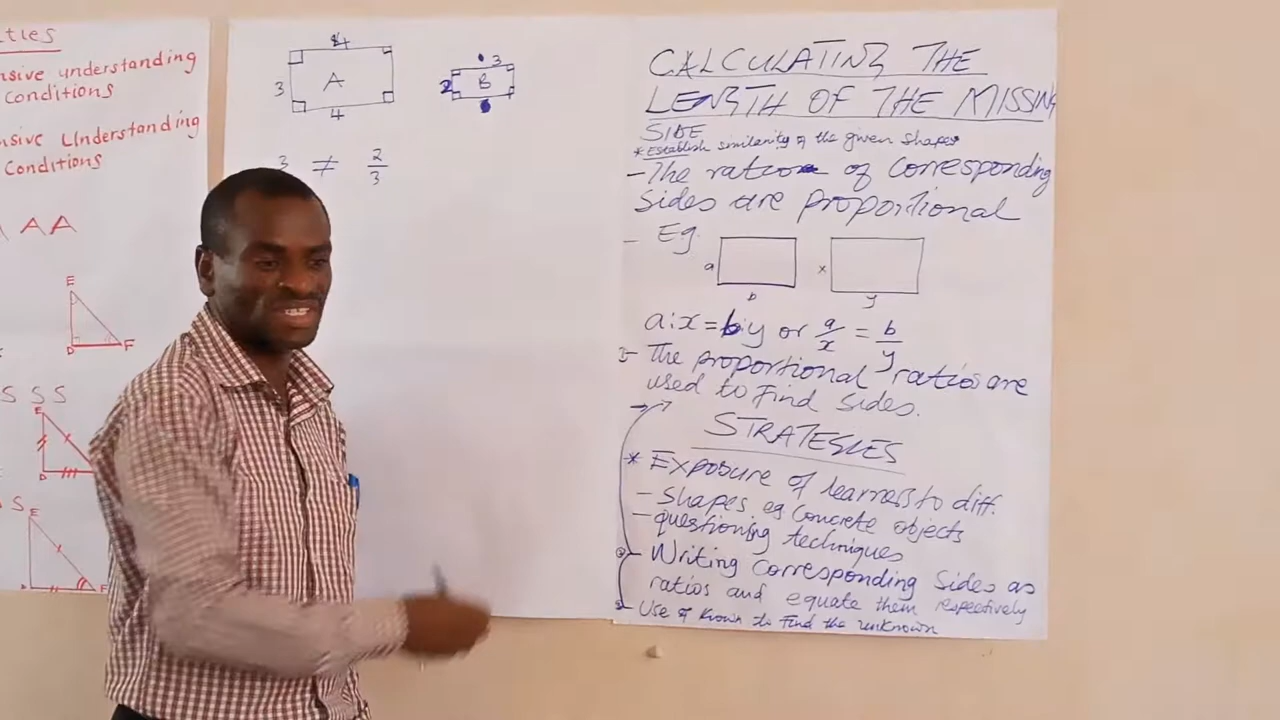 ties
nsive understanding
conditions
nsive Understanding
Conditions
AA
E
D F
S S S
E
D
S
E
F
4
3 A
4
3
2 B
3 ≠ 2/3
CALCULATING THE
LENGTH OF THE MISSING
SIDE
* Establish similarity of the given shapes
- The ratio of corresponding
sides are proportional
- Eg.
a x
b y
a:x = b:y or a/x = b/y
- The proportional ratios are
used to Find sides.
STRATEGIES
* Exposure of learners to diff.
- Shapes eg Concrete objects
- questioning techniques
- Writing corresponding sides as
ratios and equate them respectively
- Use of known to Find the unknown